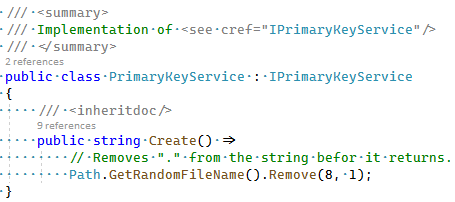 /// <summary>
/// Implementation of <see cref="IPrimaryKeyService"/>
/// </summary>
2 references
public class PrimaryKeyService : IPrimaryKeyService
{
/// <inheritdoc/>
9 references
public string Create() =>
// Removes "." from the string befor it returns.
Path.GetRandomFileName().Remove(8, 1);
}